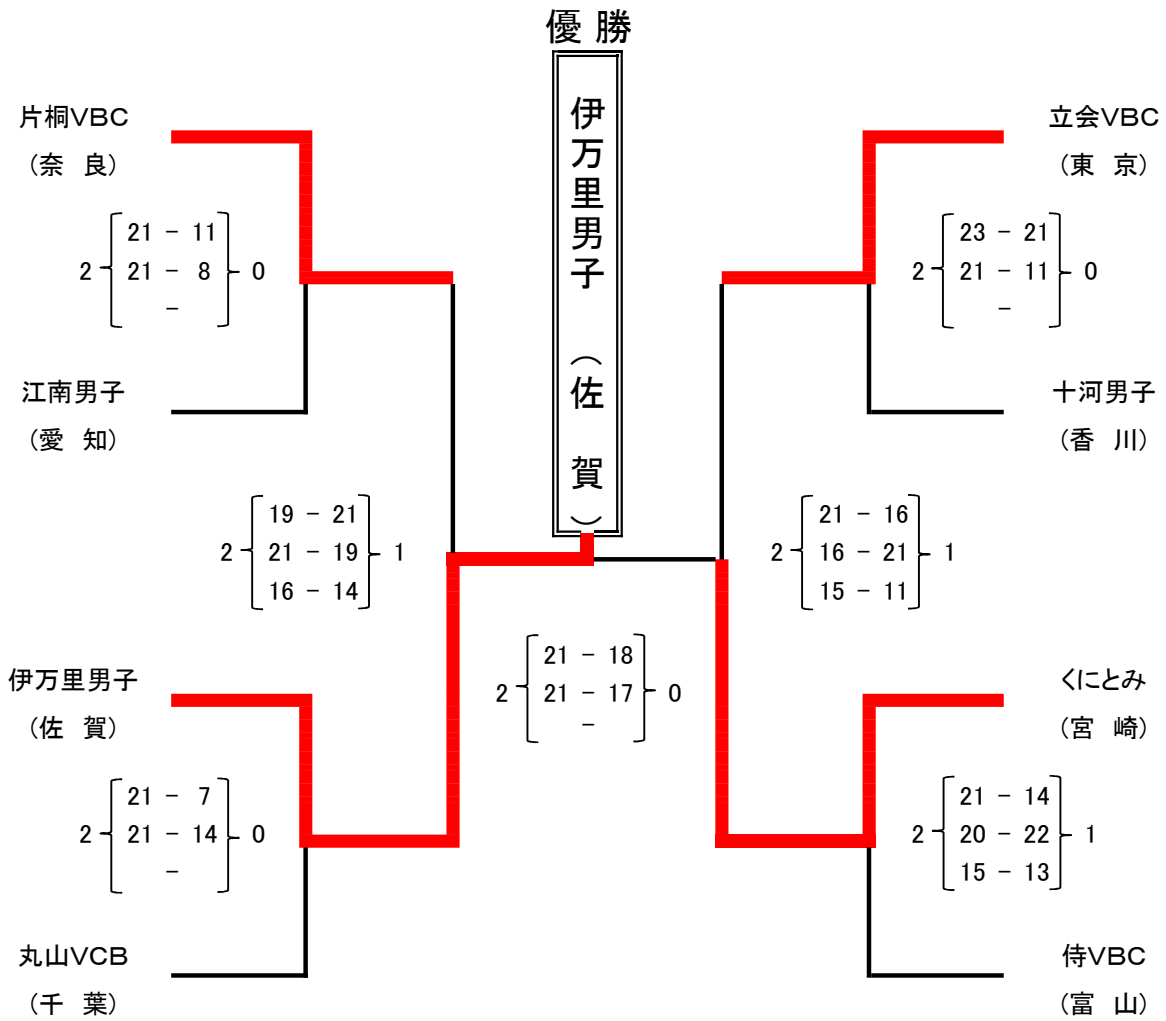 優 勝
伊万里男子 （佐 賀）
片桐VBC
（奈 良）
21 － 11
2 21 － 8 0
－
江南男子
（愛 知）
19 － 21
2 21 － 19 1
16 － 14
伊万里男子
（佐 賀）
21 － 7
2 21 － 14 0
－
丸山VCB
（千 葉）
21 － 18
2 21 － 17 0
－
立会VBC
（東 京）
23 － 21
2 21 － 11 0
－
十河男子
（香 川）
21 － 16
2 16 － 21 1
15 － 11
くにとみ
（宮 崎）
21 － 14
2 20 － 22 1
15 － 13
侍VBC
（富 山）